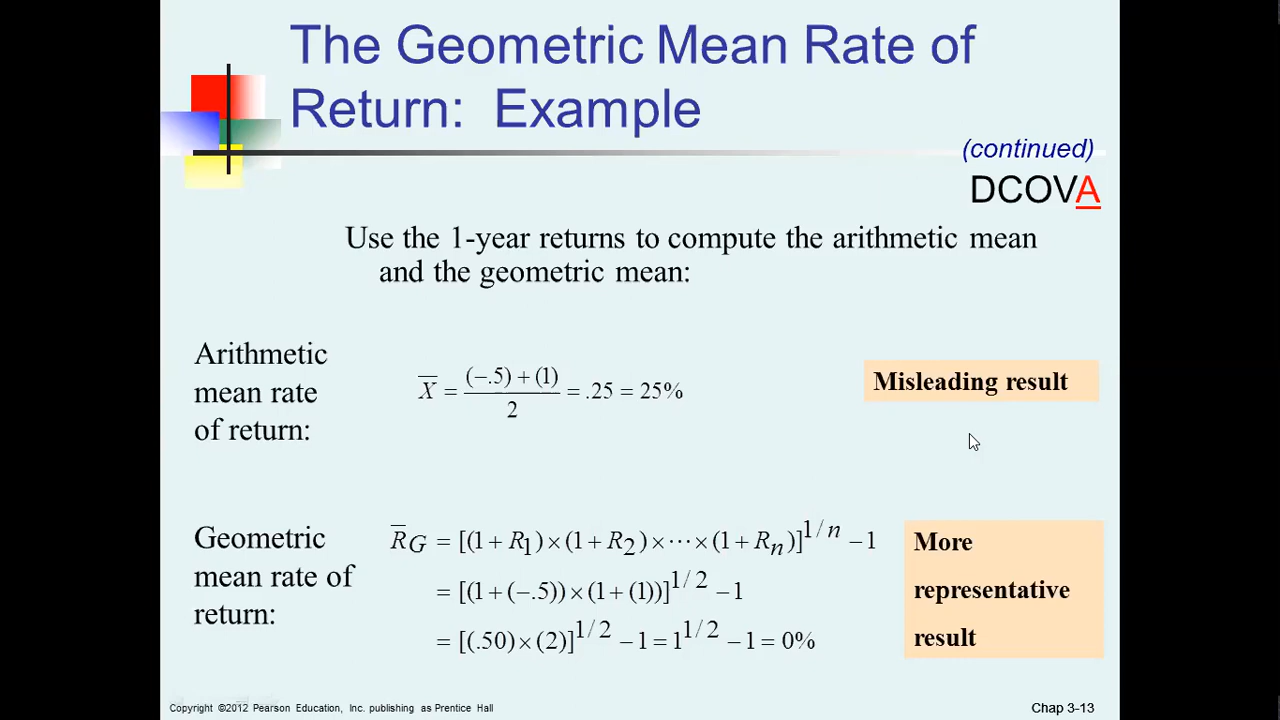 The Geometric Mean Rate of
Return: Example
(continued)
DCOVA
Use the 1-year returns to compute the arithmetic mean
and the geometric mean:
Arithmetic
mean rate
of return:
X̅ = ((−.5) + (1)) / 2 = .25 = 25%
Misleading result
Geometric
mean rate of
return:
R̅G = [(1 + R1) × (1 + R2) × ⋯ × (1 + Rn)]^1/n − 1
= [(1 + (−.5)) × (1 + (1))]^1/2 − 1
= [(.50) × (2)]^1/2 − 1 = 1^1/2 − 1 = 0%
More
representative
result
Copyright ©2012 Pearson Education, Inc. publishing as Prentice Hall
Chap 3-13